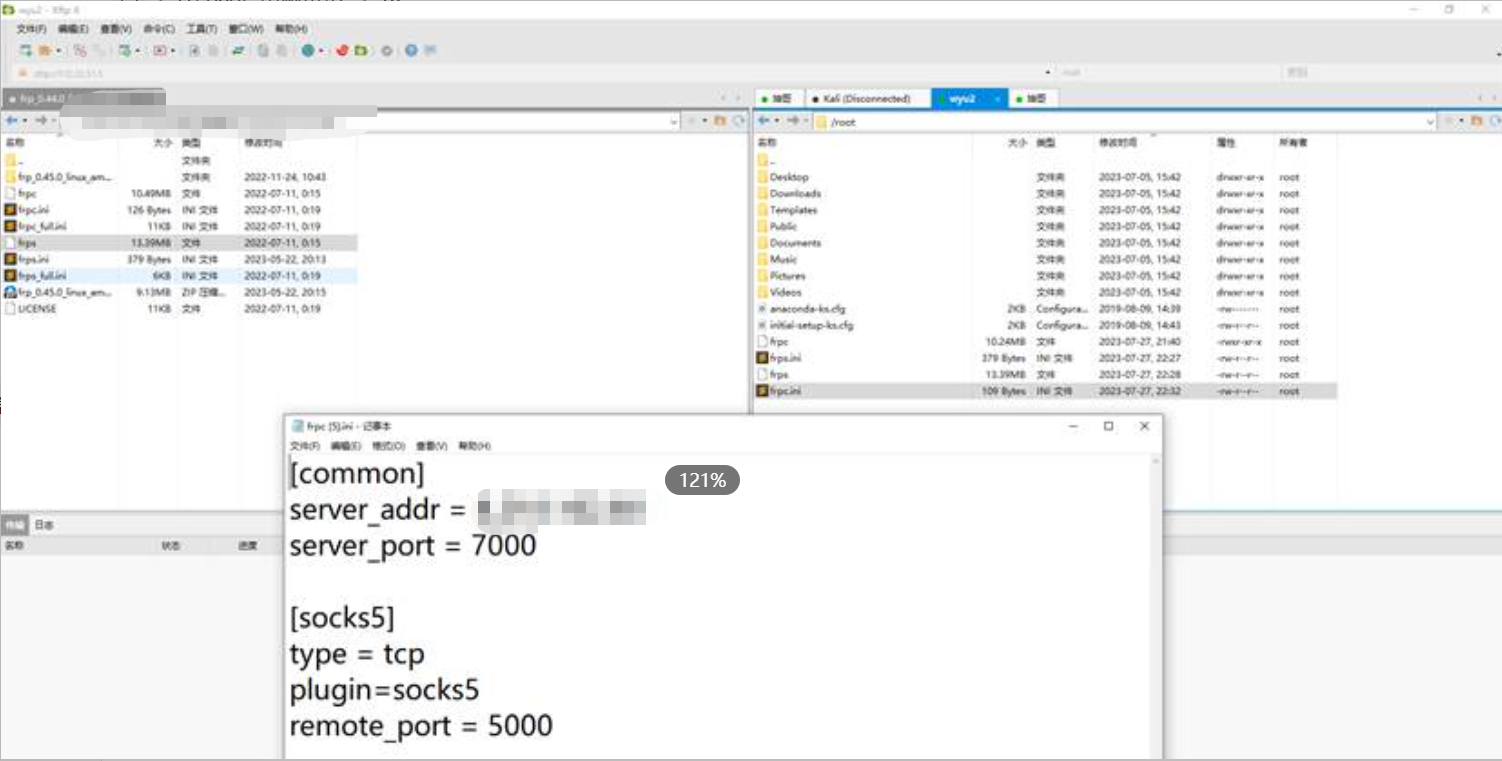 wyu2 - Xftp 6
文件(F) 编辑(E) 查看(V) 命令(C) 工具(T) 窗口(W) 帮助(H)
frp_0.44.0
Kali (Disconnected) wyu2
/root
名称 大小 类型 修改时间
..
文件夹
frp_0.45.0_linux_am... 文件夹 2022-11-24, 10:43
frpc 10.49MB 文件 2022-07-11, 0:15
frpc.ini 126 Bytes INI 文件 2022-07-11, 0:19
frpc_full.ini 11KB INI 文件 2022-07-11, 0:19
frps 13.39MB 文件 2022-07-11, 0:15
frps.ini 379 Bytes INI 文件 2023-05-22, 20:13
frps_full.ini 6KB INI 文件 2022-07-11, 0:19
frp_0.45.0_linux_am... 9.13MB ZIP 压缩... 2023-05-22, 20:15
LICENSE 11KB 文件 2022-07-11, 0:19
名称 大小 类型 修改时间 属性 所有者
..
Desktop 文件夹 2023-07-05, 15:42 drwxr-xr-x root
Downloads 文件夹 2023-07-05, 15:42 drwxr-xr-x root
Templates 文件夹 2023-07-05, 15:42 drwxr-xr-x root
Public 文件夹 2023-07-05, 15:42 drwxr-xr-x root
Documents 文件夹 2023-07-05, 15:42 drwxr-xr-x root
Music 文件夹 2023-07-05, 15:42 drwxr-xr-x root
Pictures 文件夹 2023-07-05, 15:42 drwxr-xr-x root
Videos 文件夹 2023-07-05, 15:42 drwxr-xr-x root
anaconda-ks.cfg 2KB Configura... 2019-08-09, 14:39 -rw------- root
initial-setup-ks.cfg 2KB Configura... 2019-08-09, 14:43 -rw-r--r-- root
frpc 10.24MB 文件 2023-07-27, 21:40 -rwxr-xr-x root
frps.ini 379 Bytes INI 文件 2023-07-27, 22:27 -rw-r--r-- root
frps 13.39MB 文件 2023-07-27, 22:28 -rw-r--r-- root
frpc.ini 109 Bytes INI 文件 2023-07-27, 22:32 -rw-r--r-- root
传输 日志
名称 状态 进度
frpc (5).ini - 记事本
文件(F) 编辑(E) 格式(O) 查看(V) 帮助(H)
[common]
121%
server_addr =
server_port = 7000
[socks5]
type = tcp
plugin=socks5
remote_port = 5000